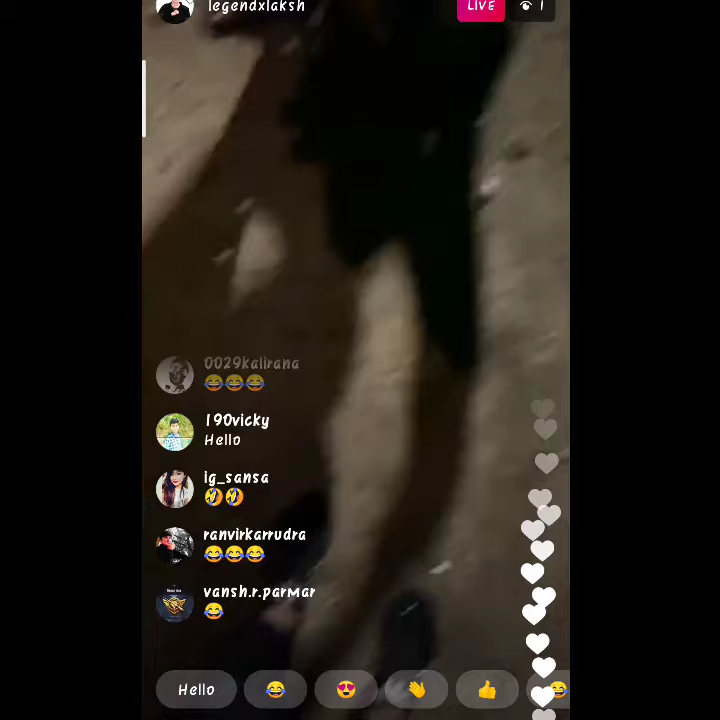 legendxlaksh
LIVE
1
0029kalirana
😂😂😂
190vicky
Hello
ig_sansa
🤣🤣
ranvirkarrudra
😂😂😂
vansh.r.parmar
😂
Hello 😂 😍 👋 👍 😂